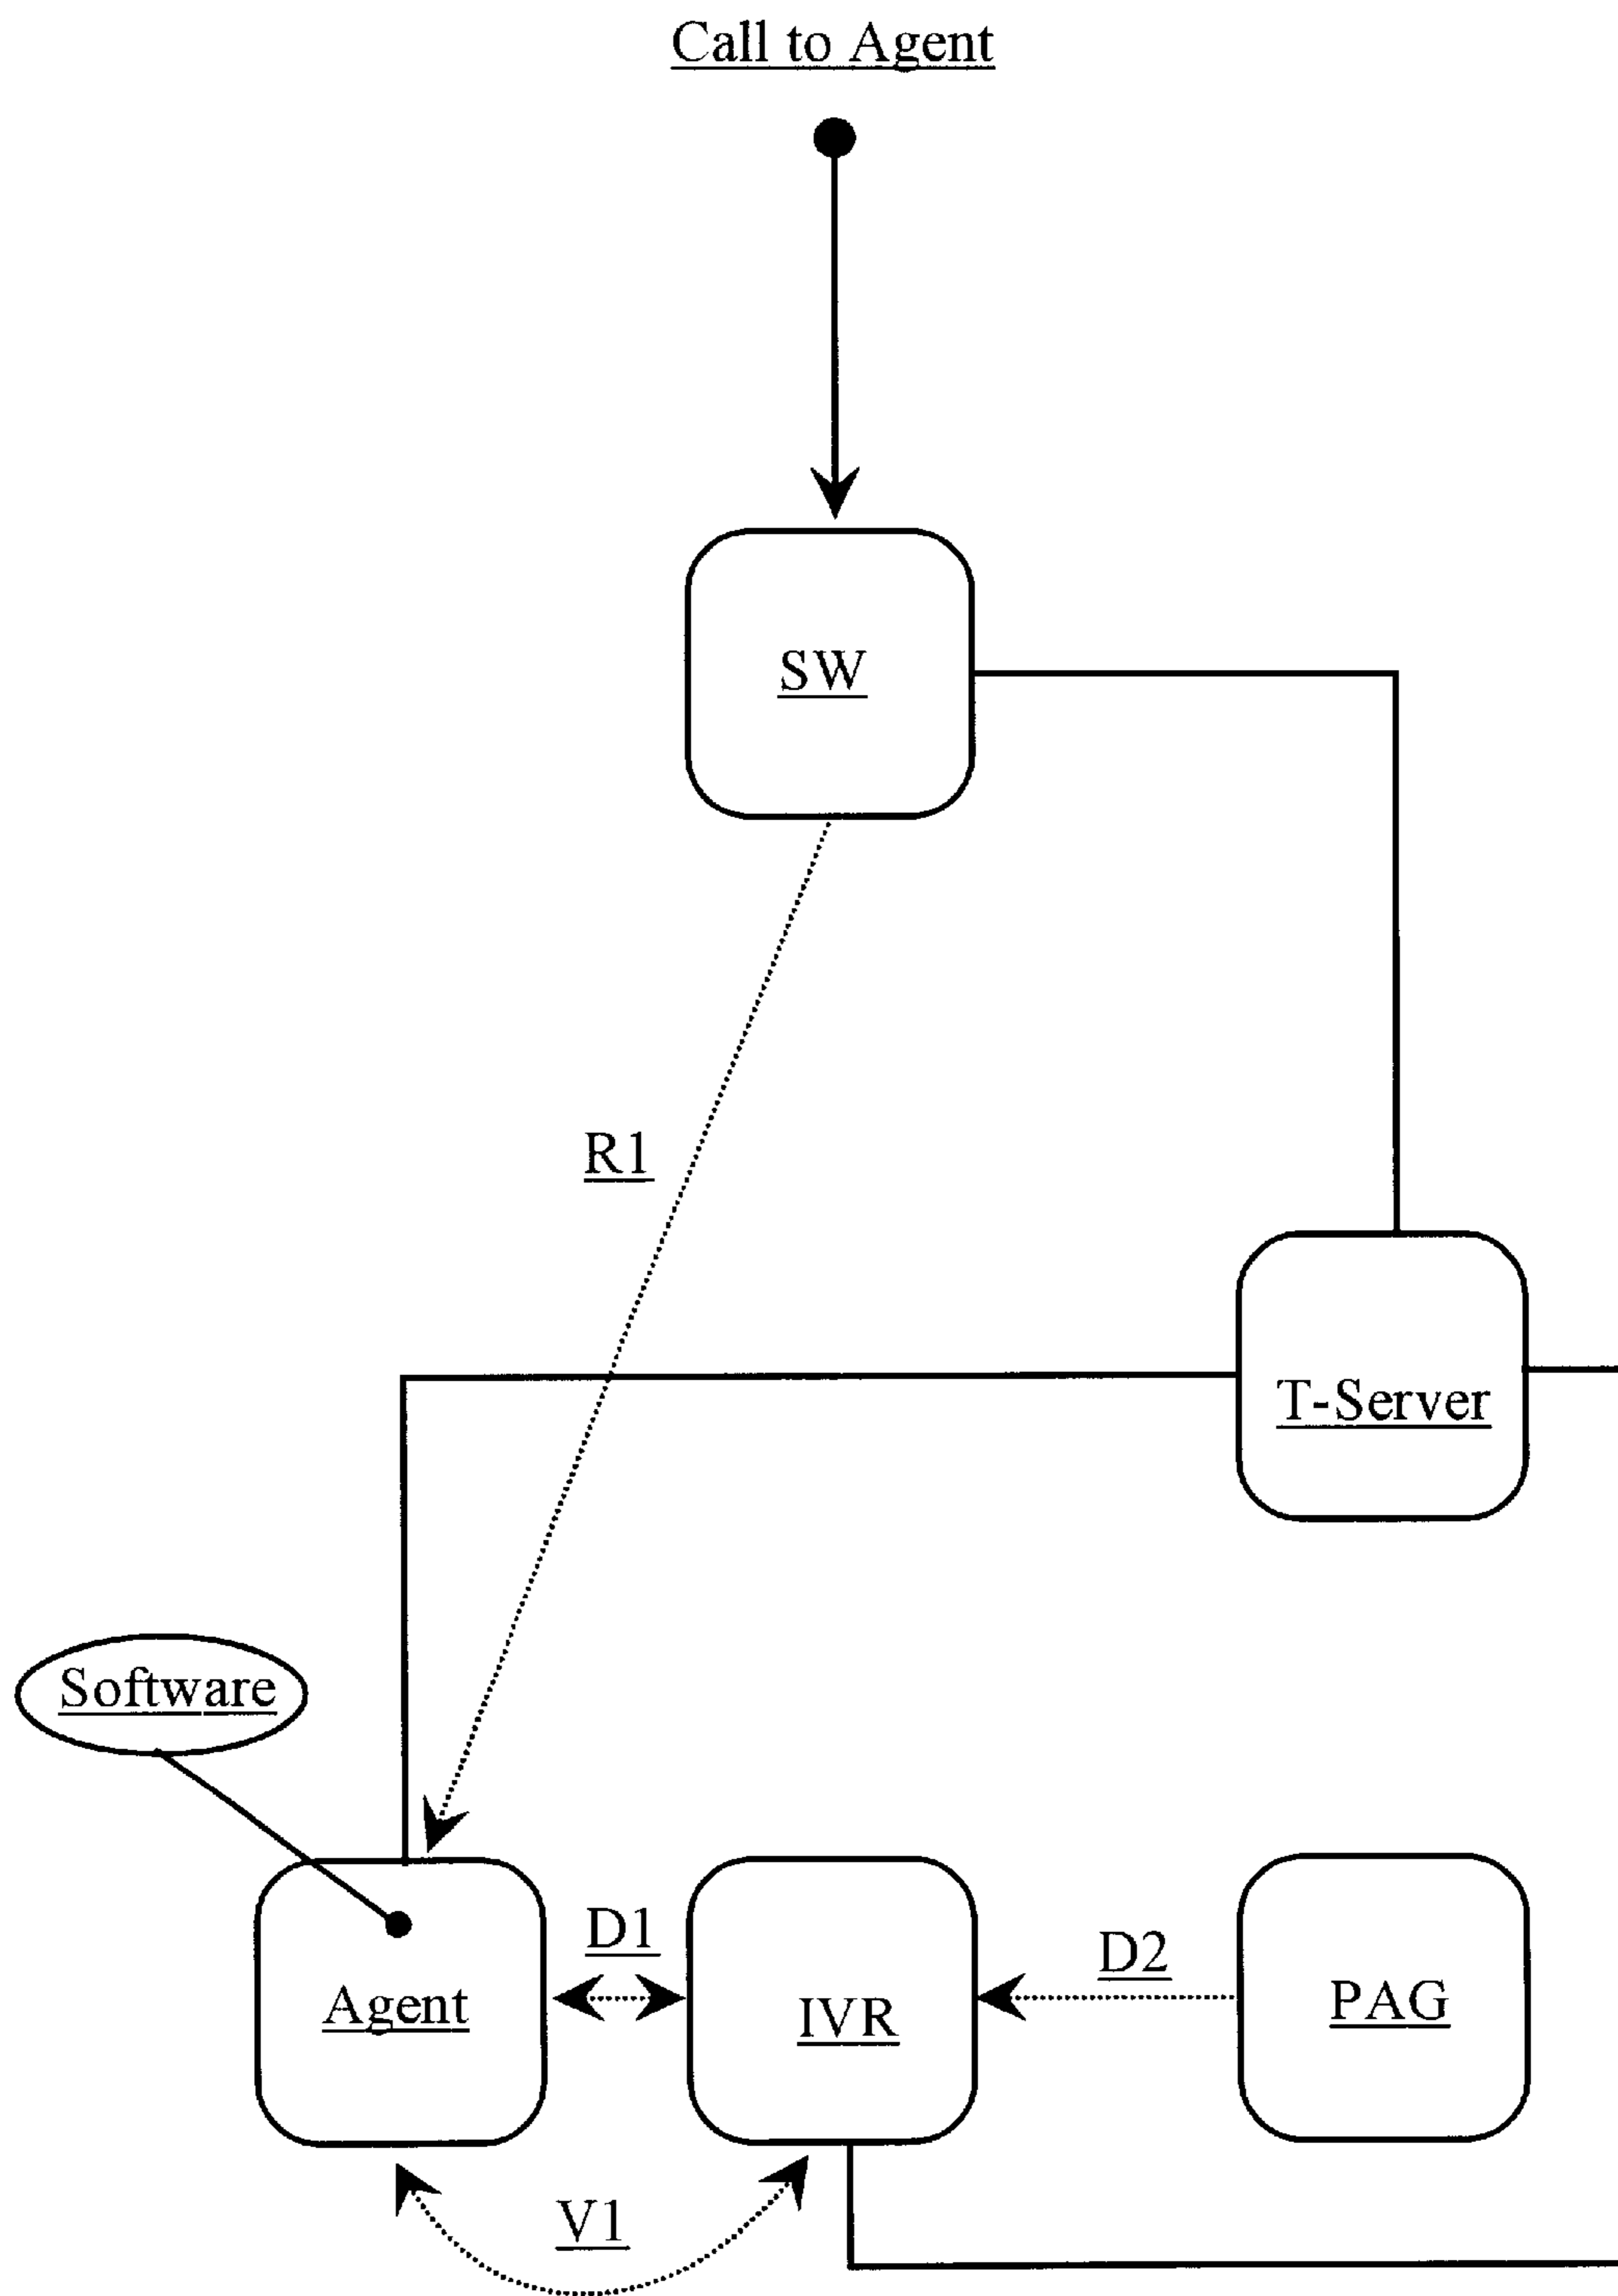 Call to Agent
SW
R1
T-Server
Software
D1
D2
Agent
IVR
PAG
V1